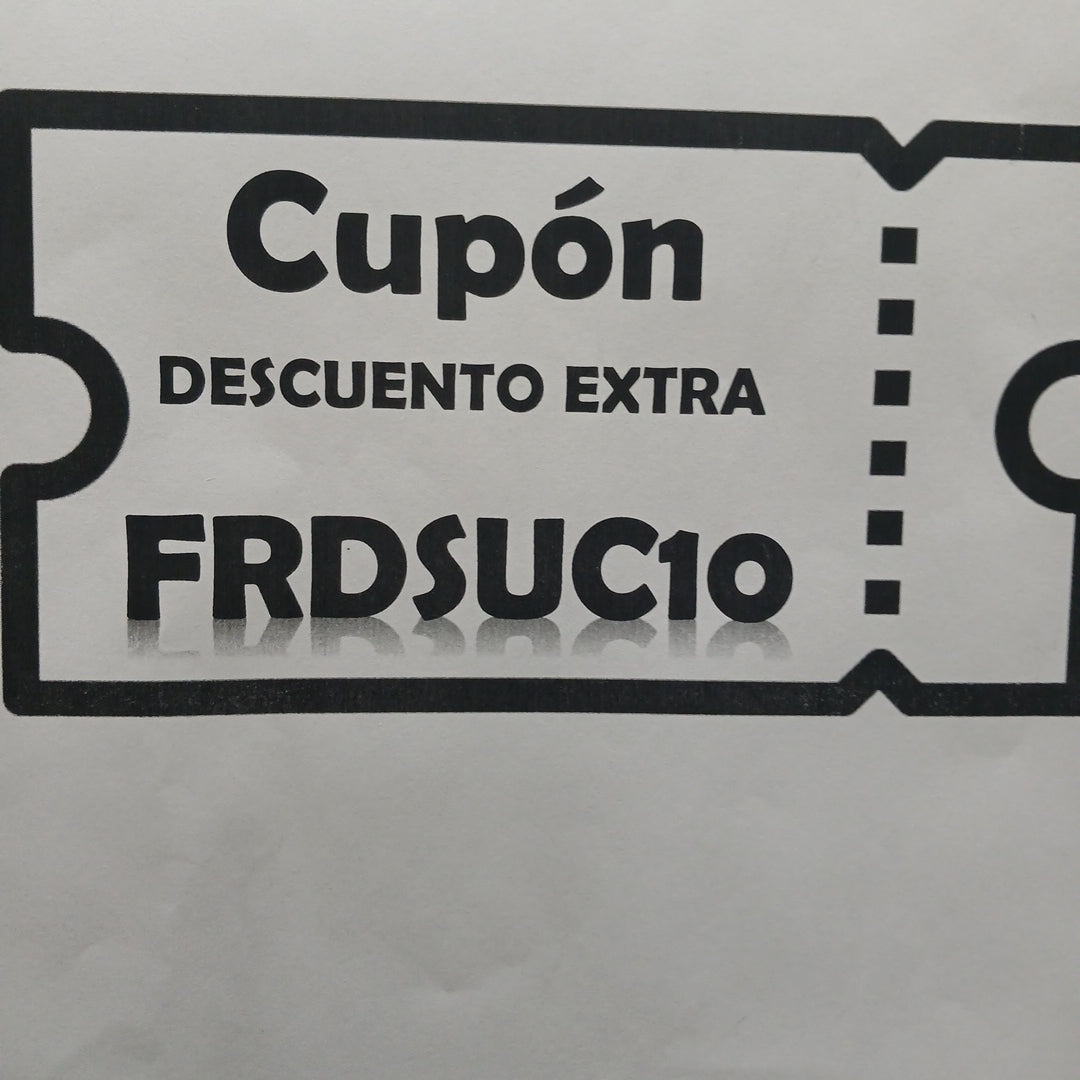 Cupón
DESCUENTO EXTRA
FRDSUC10